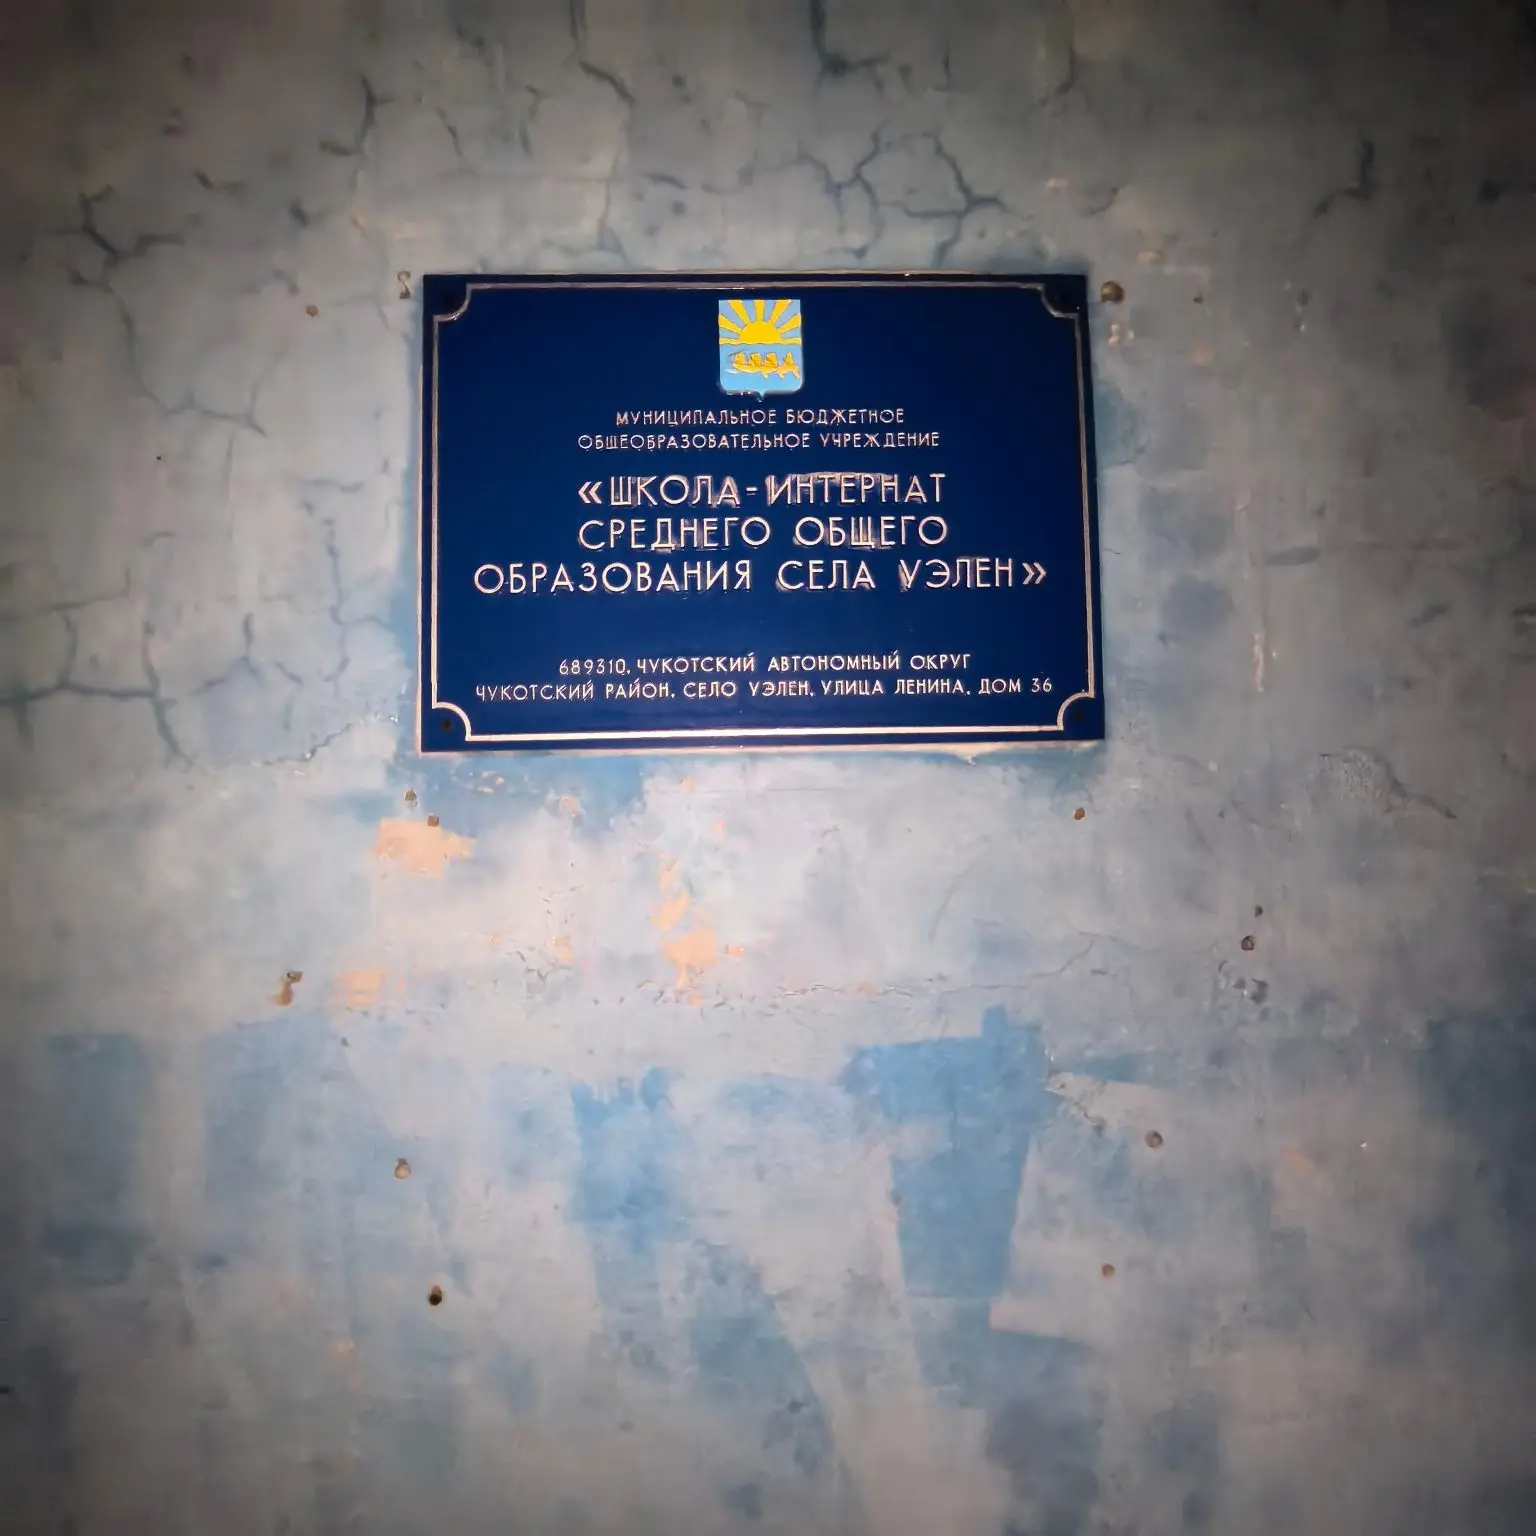 МУНИЦИПАЛЬНОЕ БЮДЖЕТНОЕ
ОБЩЕОБРАЗОВАТЕЛЬНОЕ УЧРЕЖДЕНИЕ
«ШКОЛА-ИНТЕРНАТ
СРЕДНЕГО ОБЩЕГО
ОБРАЗОВАНИЯ СЕЛА УЭЛЕН»
689310, ЧУКОТСКИЙ АВТОНОМНЫЙ ОКРУГ
ЧУКОТСКИЙ РАЙОН, СЕЛО УЭЛЕН, УЛИЦА ЛЕНИНА, ДОМ 36